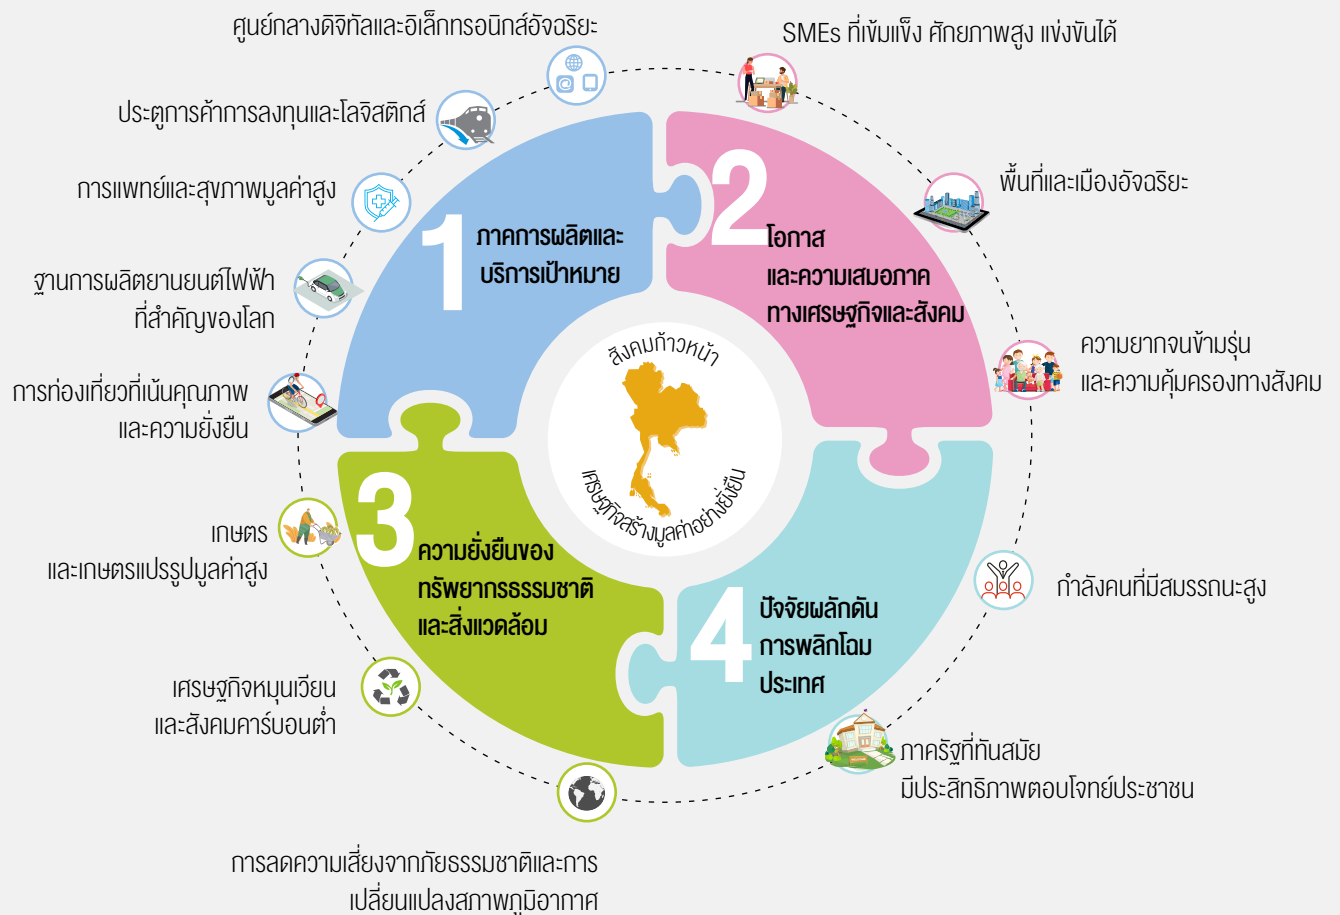 ศูนย์กลางดิจิทัลและอิเล็กทรอนิกส์อัจฉริยะ
SMEs ที่เข้มแข็ง ศักยภาพสูง แข่งขันได้
ประตูการค้าการลงทุนและโลจิสติกส์
การแพทย์และสุขภาพมูลค่าสูง
พื้นที่และเมืองอัจฉริยะ
1
ภาคการผลิตและ
บริการเป้าหมาย
2
โอกาส
และความเสมอภาค
ทางเศรษฐกิจและสังคม
ฐานการผลิตยานยนต์ไฟฟ้า
ที่สำคัญของโลก
ความยากจนข้ามรุ่น
และความคุ้มครองทางสังคม
การท่องเที่ยวที่เน้นคุณภาพ
และความยั่งยืน
สังคมก้าวหน้า
เศรษฐกิจสร้างมูลค่าอย่างยั่งยืน
3
ความยั่งยืนของ
ทรัพยากรธรรมชาติ
และสิ่งแวดล้อม
4
ปัจจัยผลักดัน
การพลิกโฉม
ประเทศ
เกษตร
และเกษตรแปรรูปมูลค่าสูง
กำลังคนที่มีสมรรถนะสูง
เศรษฐกิจหมุนเวียน
และสังคมคาร์บอนต่ำ
ภาครัฐที่ทันสมัย
มีประสิทธิภาพตอบโจทย์ประชาชน
การลดความเสี่ยงจากภัยธรรมชาติและการ
เปลี่ยนแปลงสภาพภูมิอากาศ